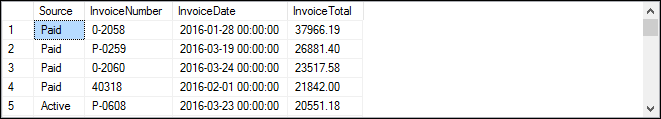 Source InvoiceNumber InvoiceDate InvoiceTotal
1 Paid 0-2058 2016-01-28 00:00:00 37966.19
2 Paid P-0259 2016-03-19 00:00:00 26881.40
3 Paid 0-2060 2016-03-24 00:00:00 23517.58
4 Paid 40318 2016-02-01 00:00:00 21842.00
5 Active P-0608 2016-03-23 00:00:00 20551.18